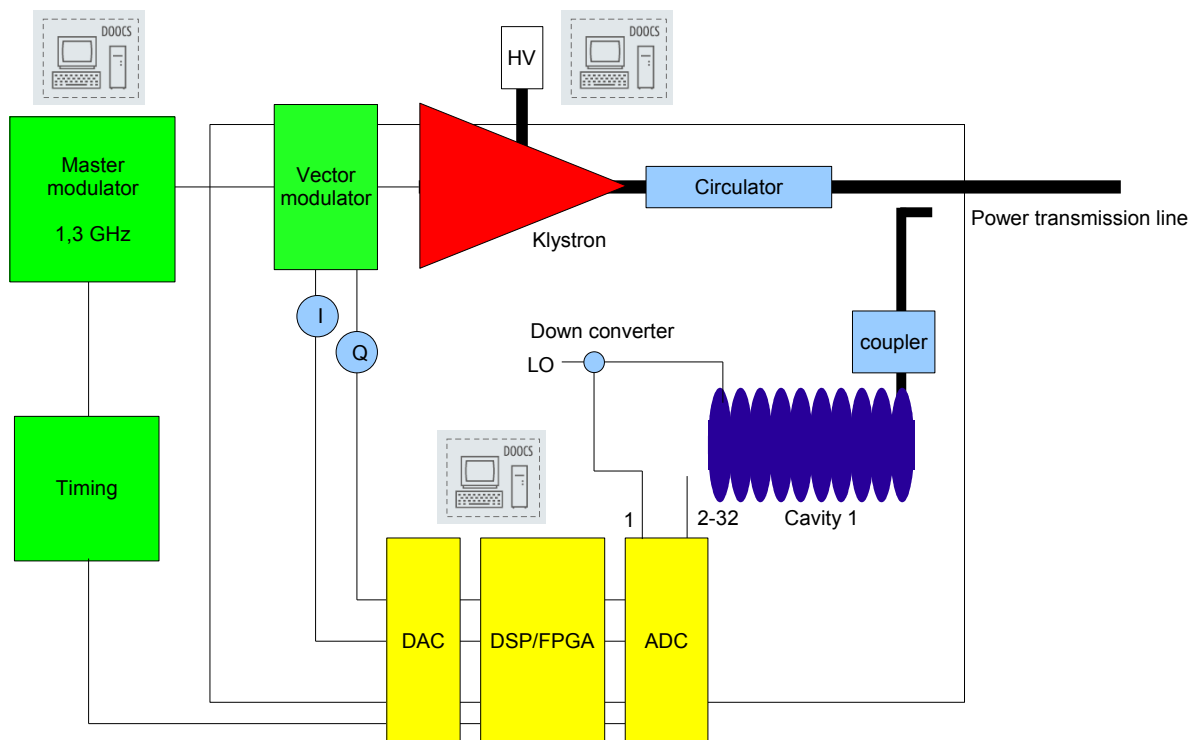 DOOCS
HV
DOOCS
Master
modulator
1,3 GHz
Vector
modulator
Circulator
Klystron
Power transmission line
I
Q
Down converter
LO
coupler
Timing
DOOCS
1
2-32
Cavity 1
DAC
DSP/FPGA
ADC